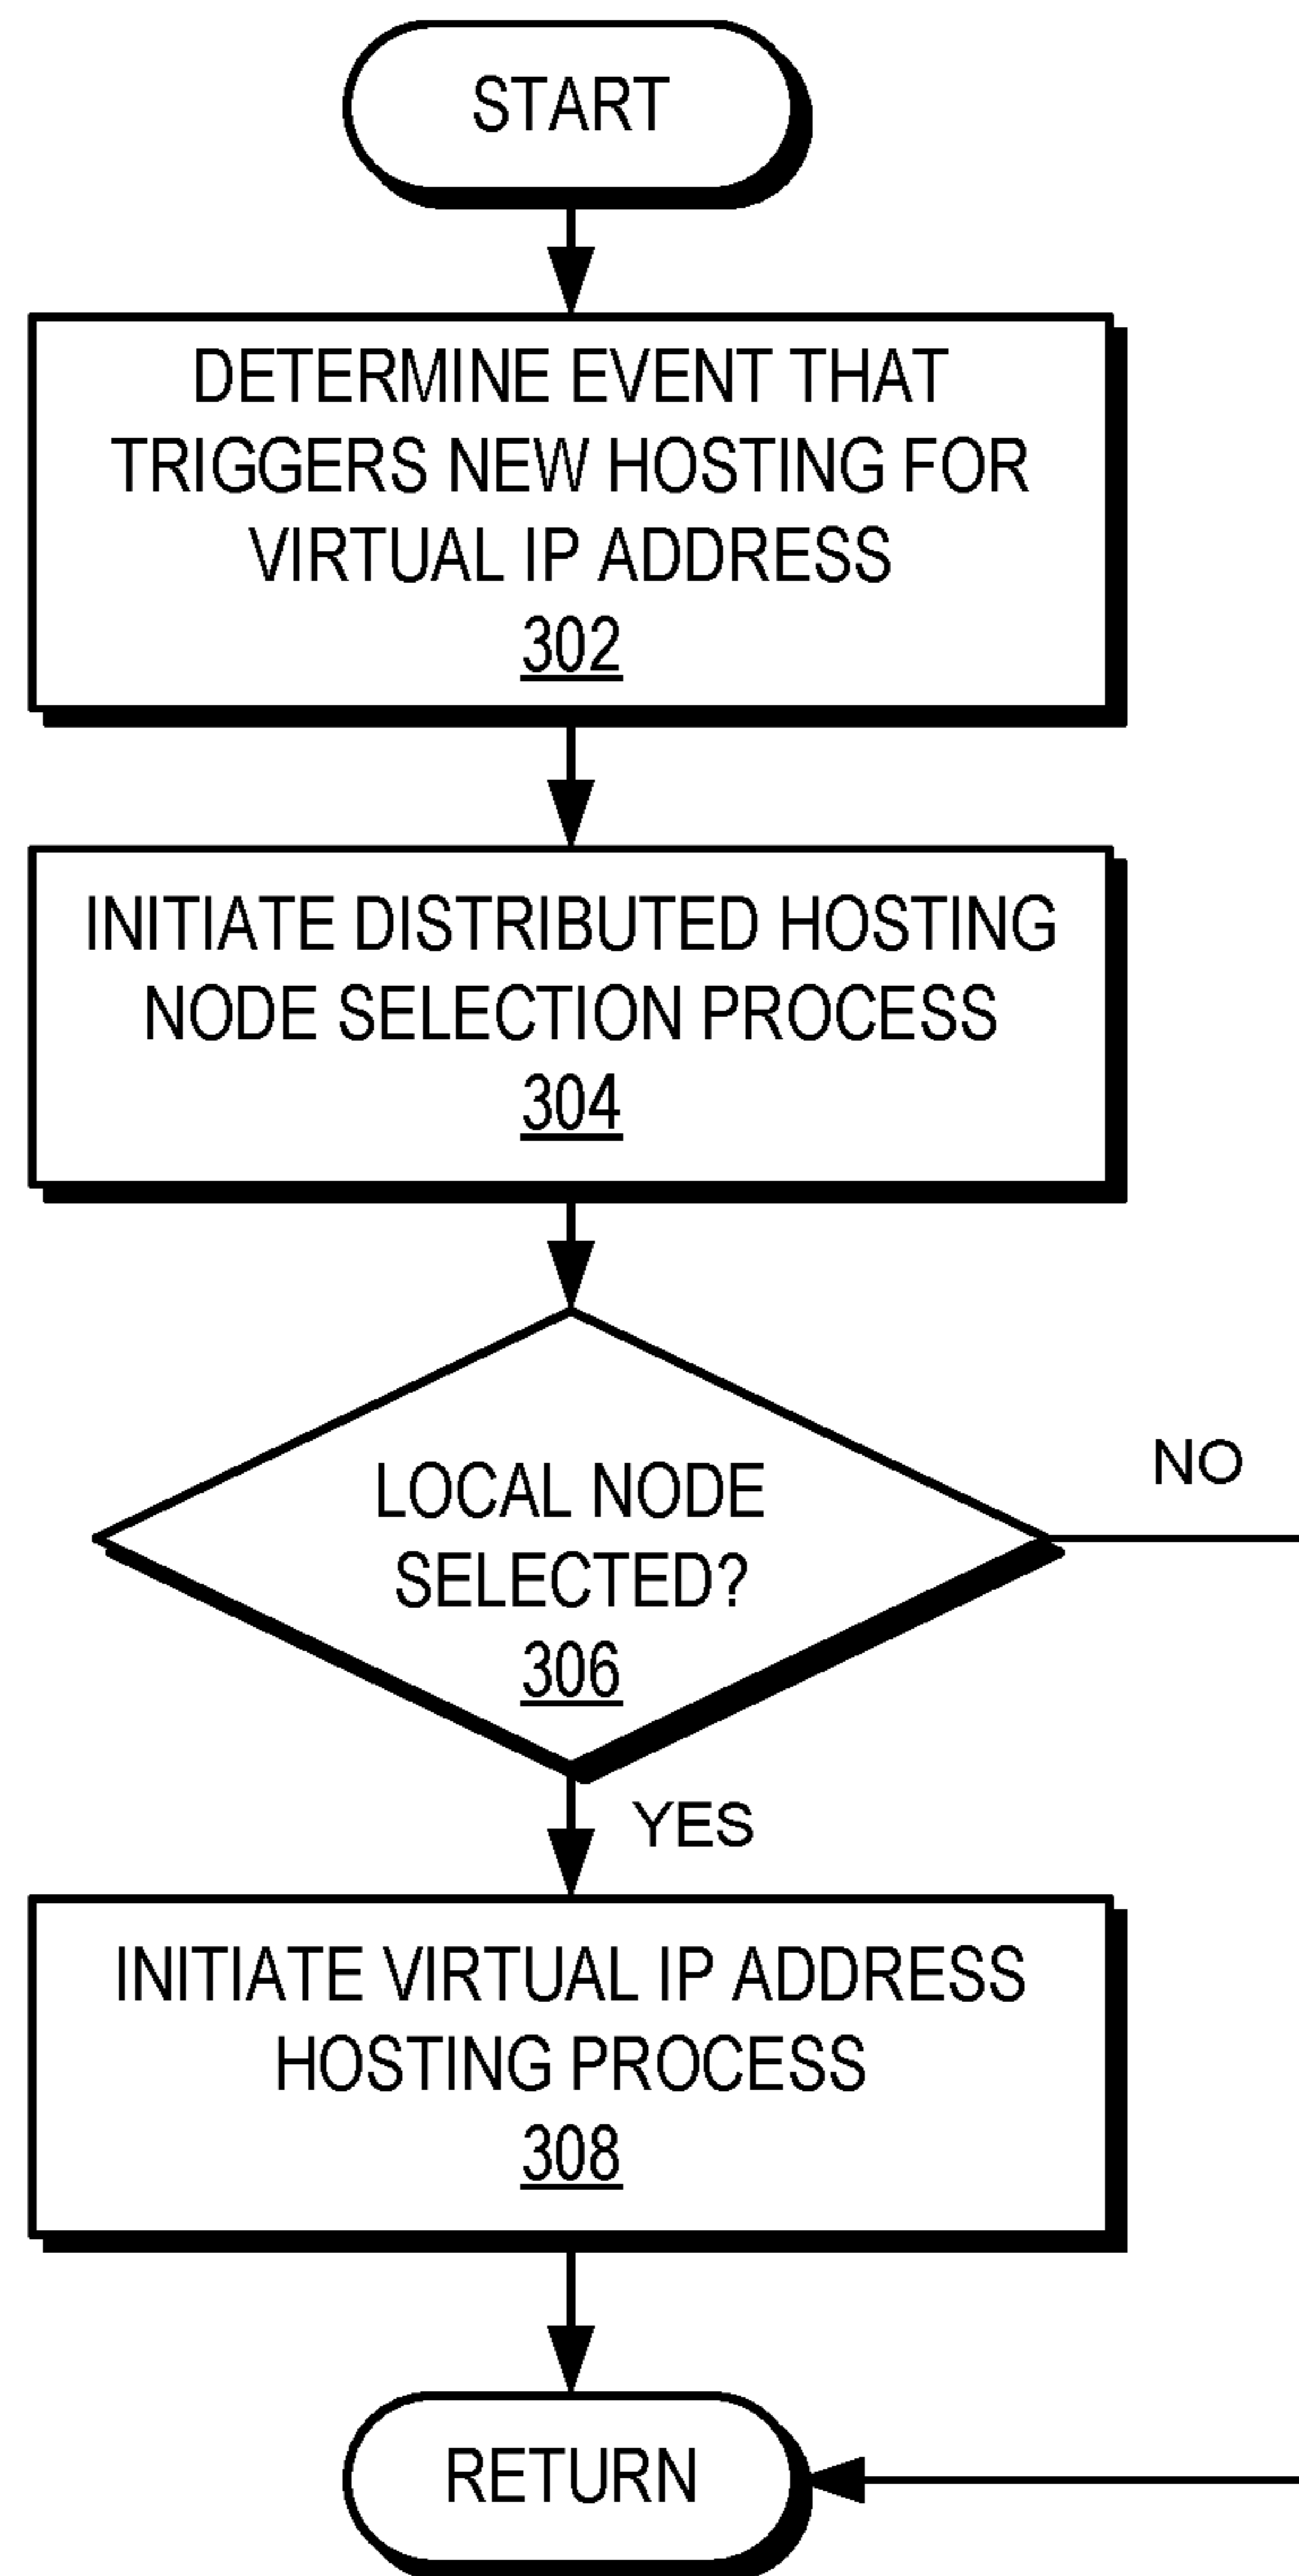 START
DETERMINE EVENT THAT
TRIGGERS NEW HOSTING FOR
VIRTUAL IP ADDRESS
302
INITIATE DISTRIBUTED HOSTING
NODE SELECTION PROCESS
304
LOCAL NODE
SELECTED?
306
NO
YES
INITIATE VIRTUAL IP ADDRESS
HOSTING PROCESS
308
RETURN